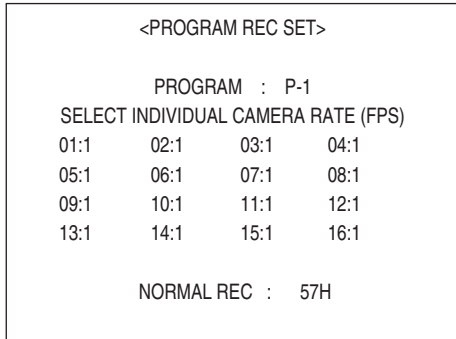 <PROGRAM REC SET>
PROGRAM : P-1
SELECT INDIVIDUAL CAMERA RATE (FPS)
01:1 02:1 03:1 04:1
05:1 06:1 07:1 08:1
09:1 10:1 11:1 12:1
13:1 14:1 15:1 16:1
NORMAL REC : 57H